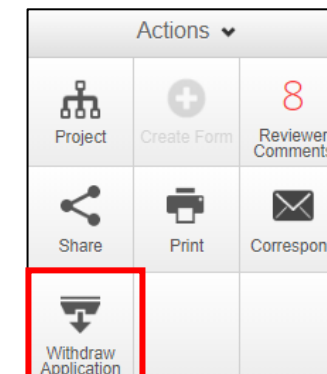 Actions
8
Project
Create Form
Reviewer
Comments
Share
Print
Correspon
Withdraw
Application